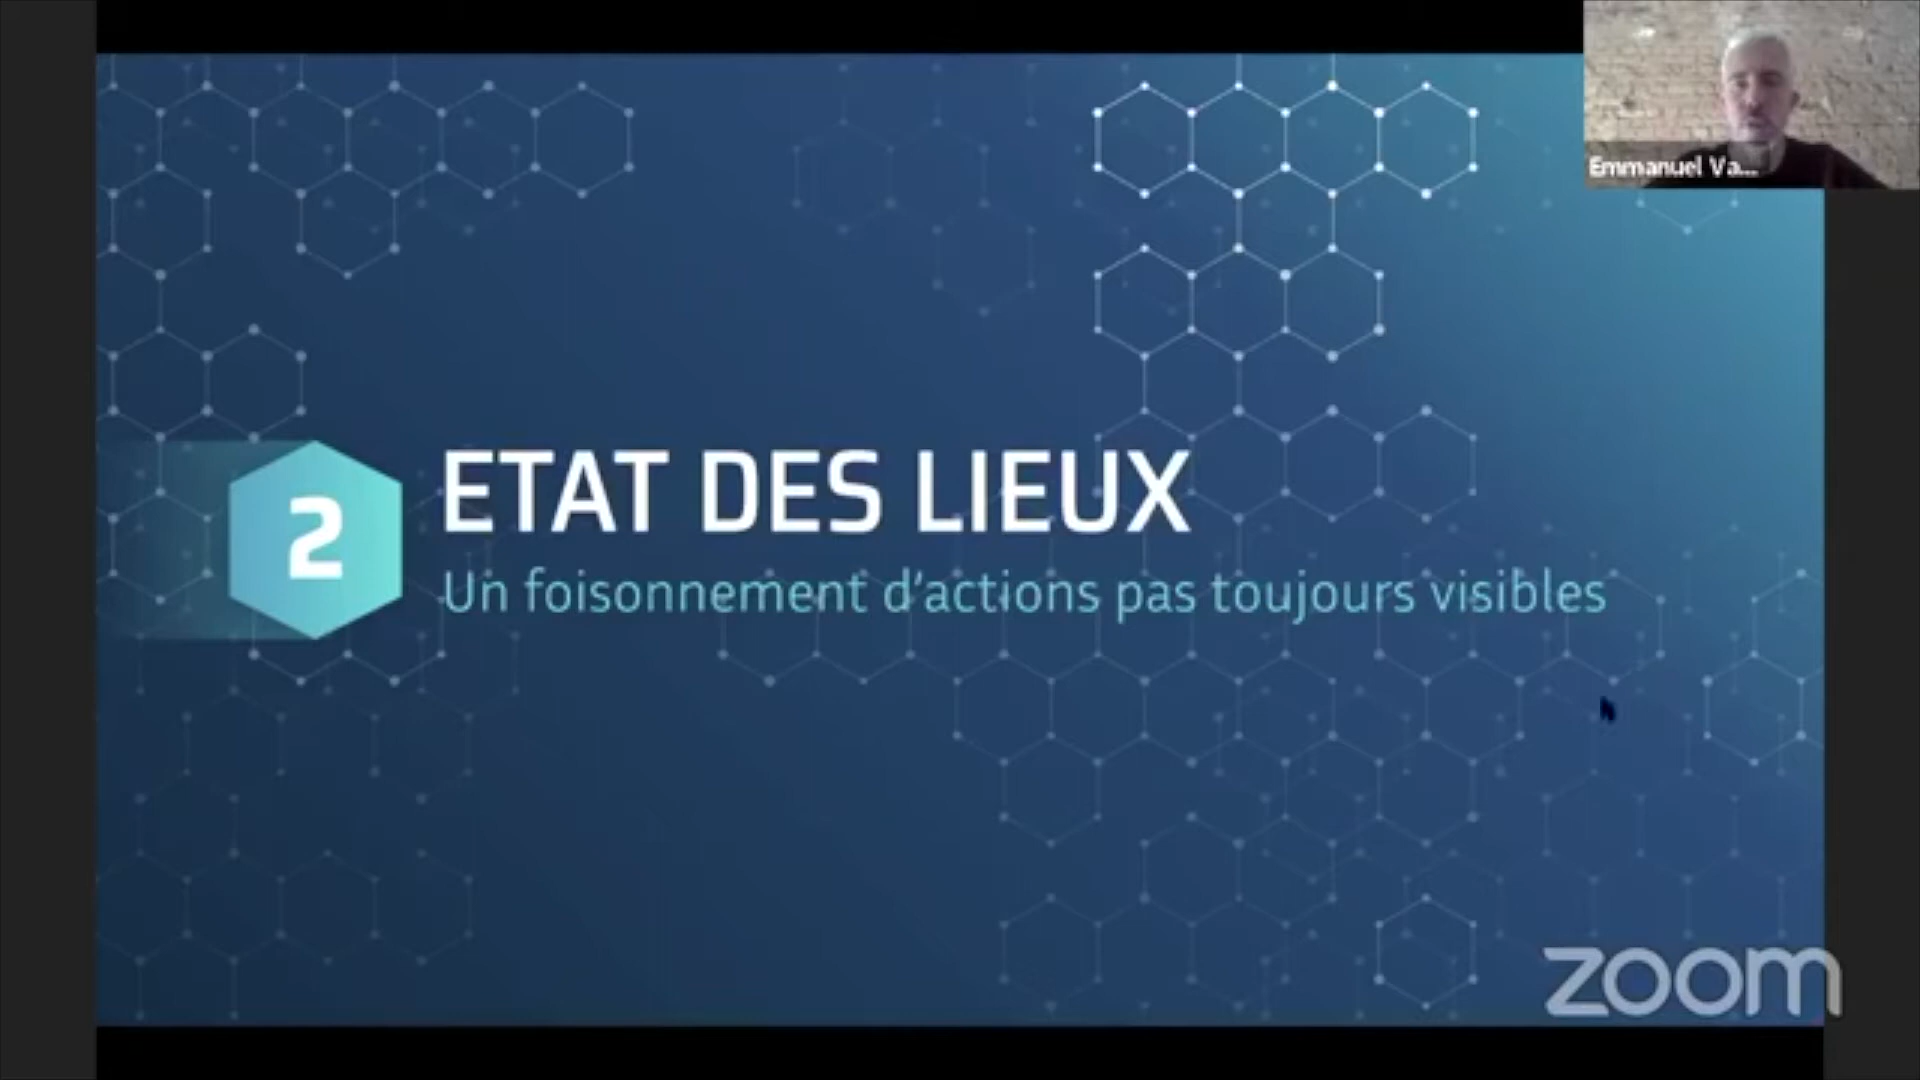 Emmanuel Va...
2
ETAT DES LIEUX
Un foisonnement d'actions pas toujours visibles
zoom